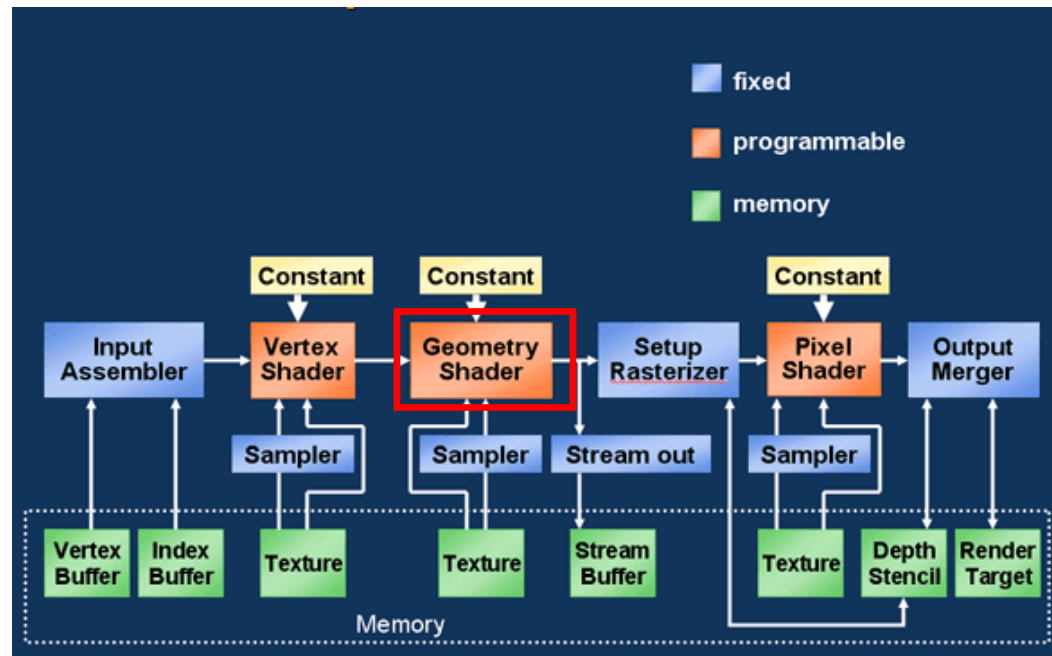 fixed
programmable
memory
Constant
Constant
Constant
Input
Assembler
Vertex
Shader
Geometry
Shader
Setup
Rasterizer
Pixel
Shader
Output
Merger
Sampler
Sampler
Stream out
Sampler
Vertex
Buffer
Index
Buffer
Texture
Texture
Stream
Buffer
Texture
Depth
Stencil
Render
Target
Memory